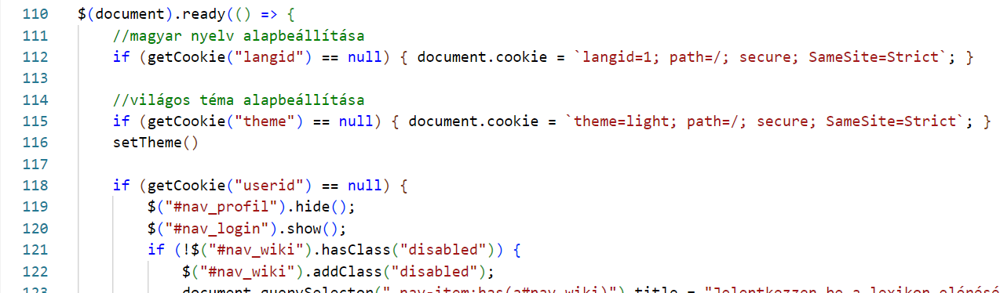 110 $(document).ready(() => {
111 //magyar nyelv alapbeállítása
112 if (getCookie("langid") == null) { document.cookie = `langid=1; path=/; secure; SameSite=Strict`; }
113
114 //világos téma alapbeállítása
115 if (getCookie("theme") == null) { document.cookie = `theme=light; path=/; secure; SameSite=Strict`; }
116 setTheme()
117
118 if (getCookie("userid") == null) {
119 $("#nav_profil").hide();
120 $("#nav_login").show();
121 if (!$("#nav_wiki").hasClass("disabled")) {
122 $("#nav_wiki").addClass("disabled");
123 document.querySelector(".nav-item:has(a#nav_wiki)").title = "Jelentkezzen be a lexikon